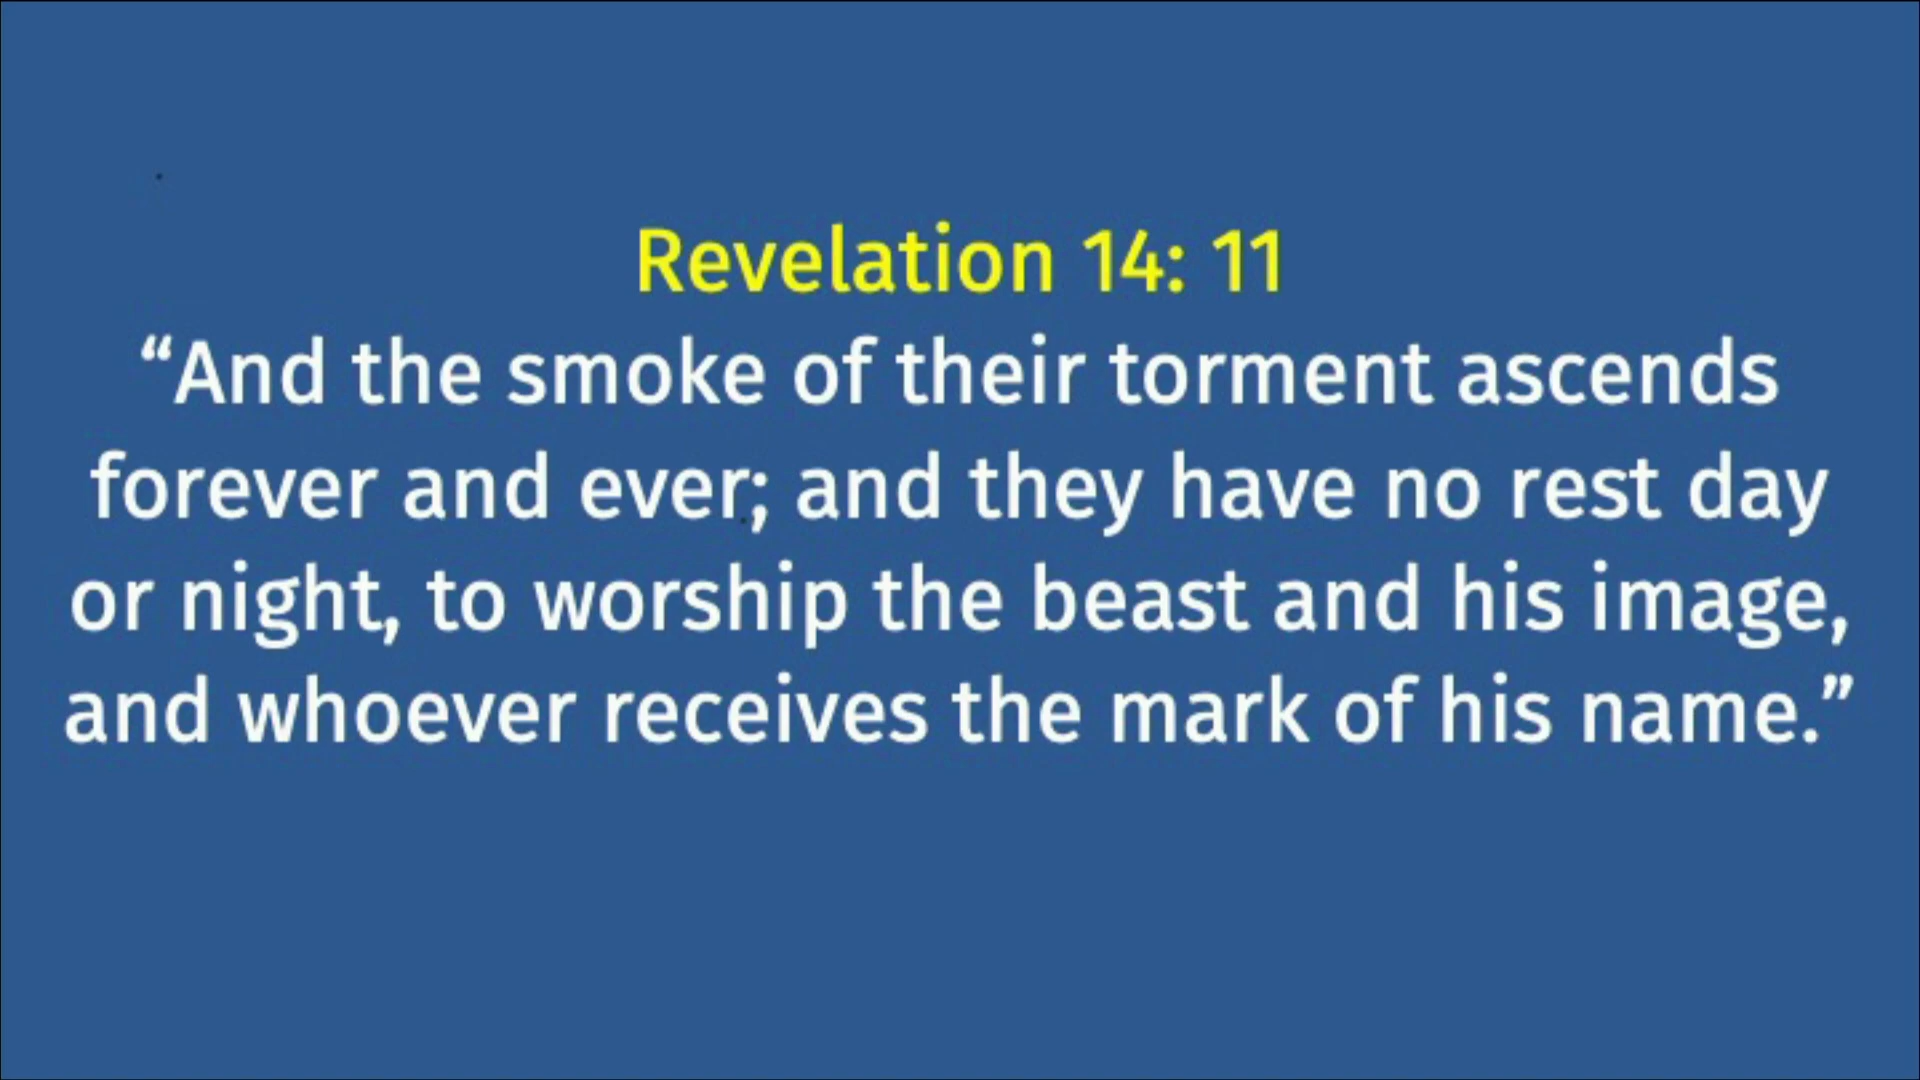 Revelation 14: 11
“And the smoke of their torment ascends
forever and ever; and they have no rest day
or night, to worship the beast and his image,
and whoever receives the mark of his name.”